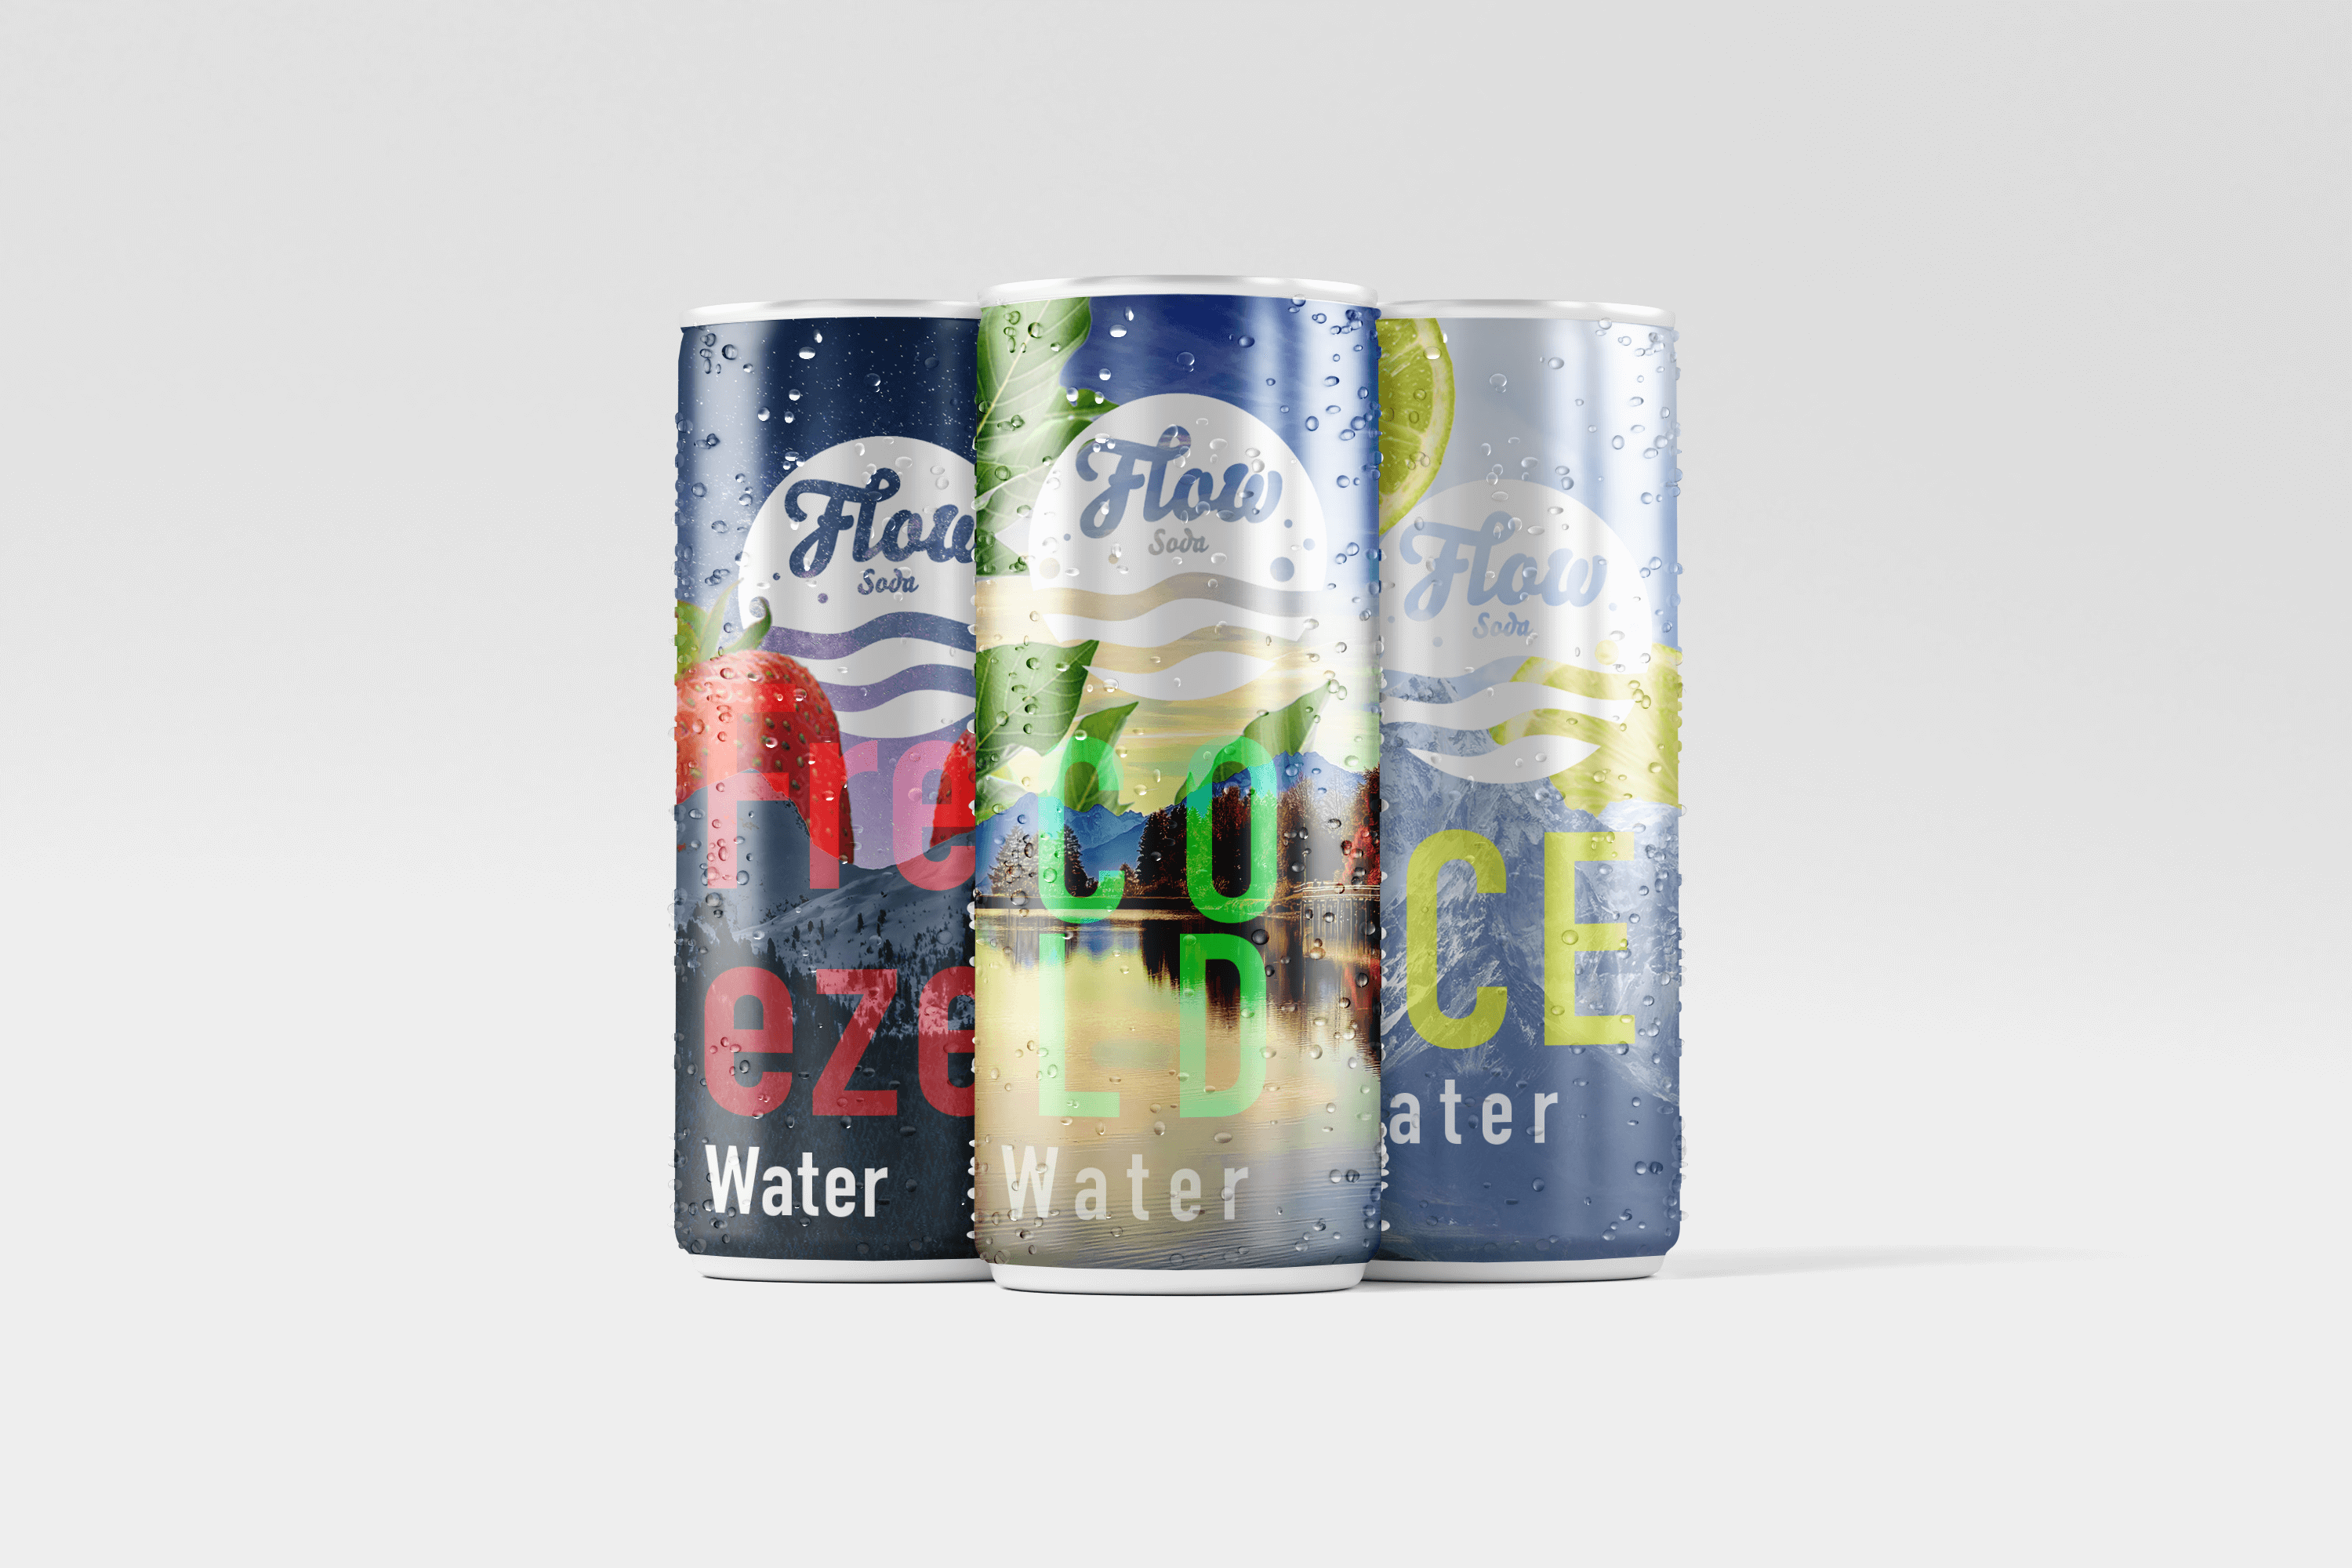 Flow
Soda
Fre
eze
Water
Flow
Soda
CO
LD
Water
Flow
Soda
CE
ater